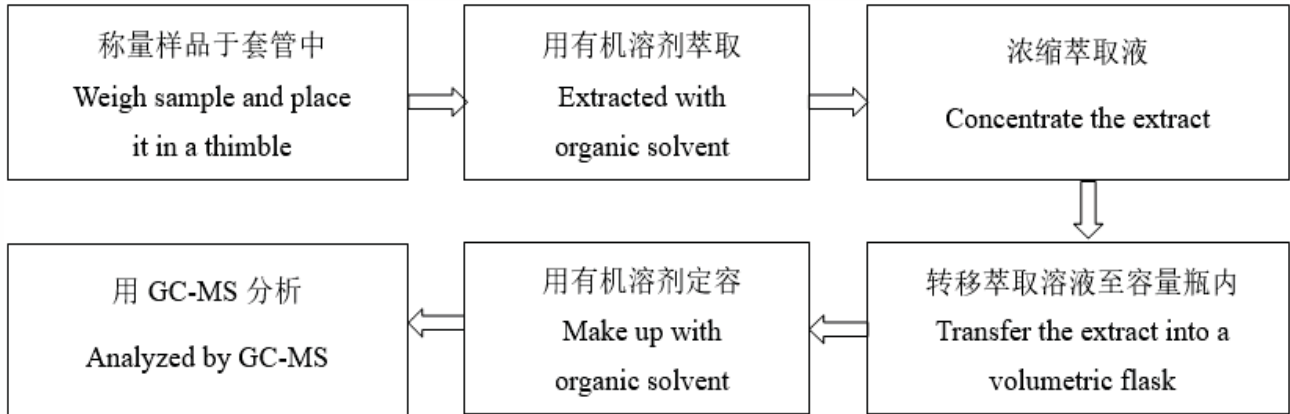 称量样品于套管中
Weigh sample and place
it in a thimble
用有机溶剂萃取
Extracted with
organic solvent
浓缩萃取液
Concentrate the extract
转移萃取溶液至容量瓶内
Transfer the extract into a
volumetric flask
用有机溶剂定容
Make up with
organic solvent
用 GC-MS 分析
Analyzed by GC-MS